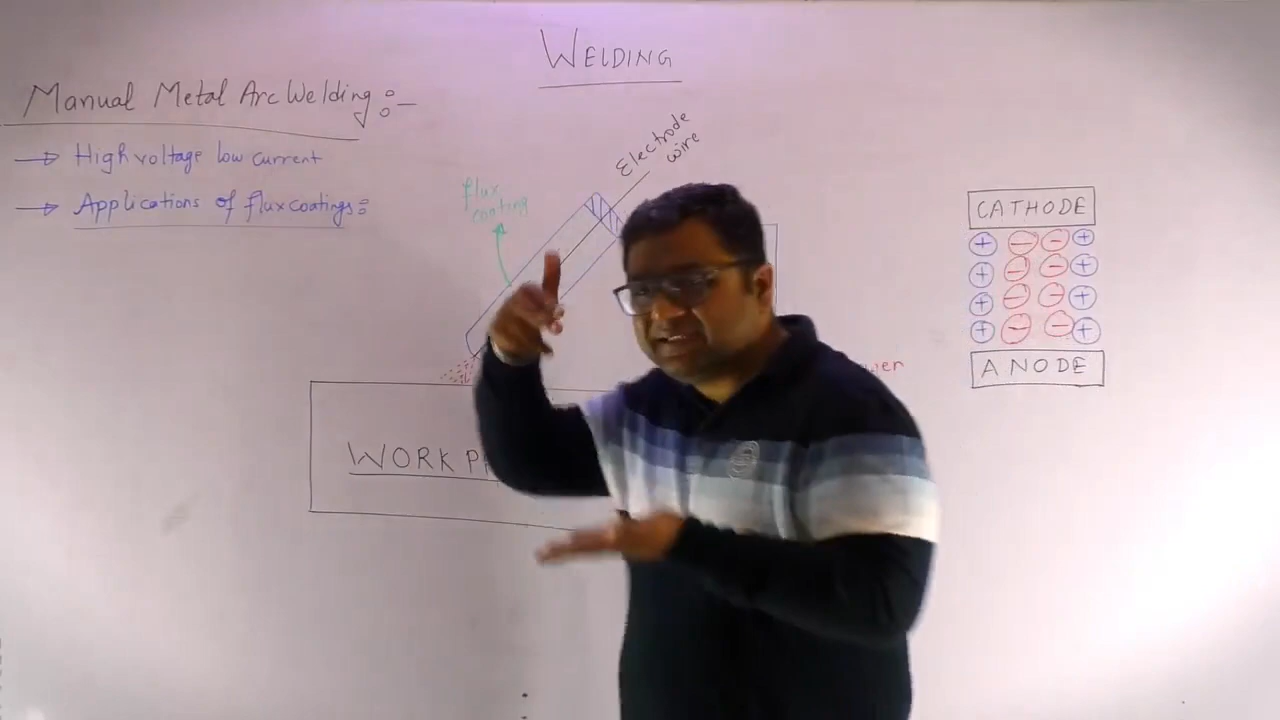 WELDING
Manual Metal Arc Welding :-
→ High voltage low current
→ Applications of flux coatings:
Electrode
wire
flux
coating
CATHODE
+ − − +
+ − − +
+ − − +
+ − − +
ANODE
WORK